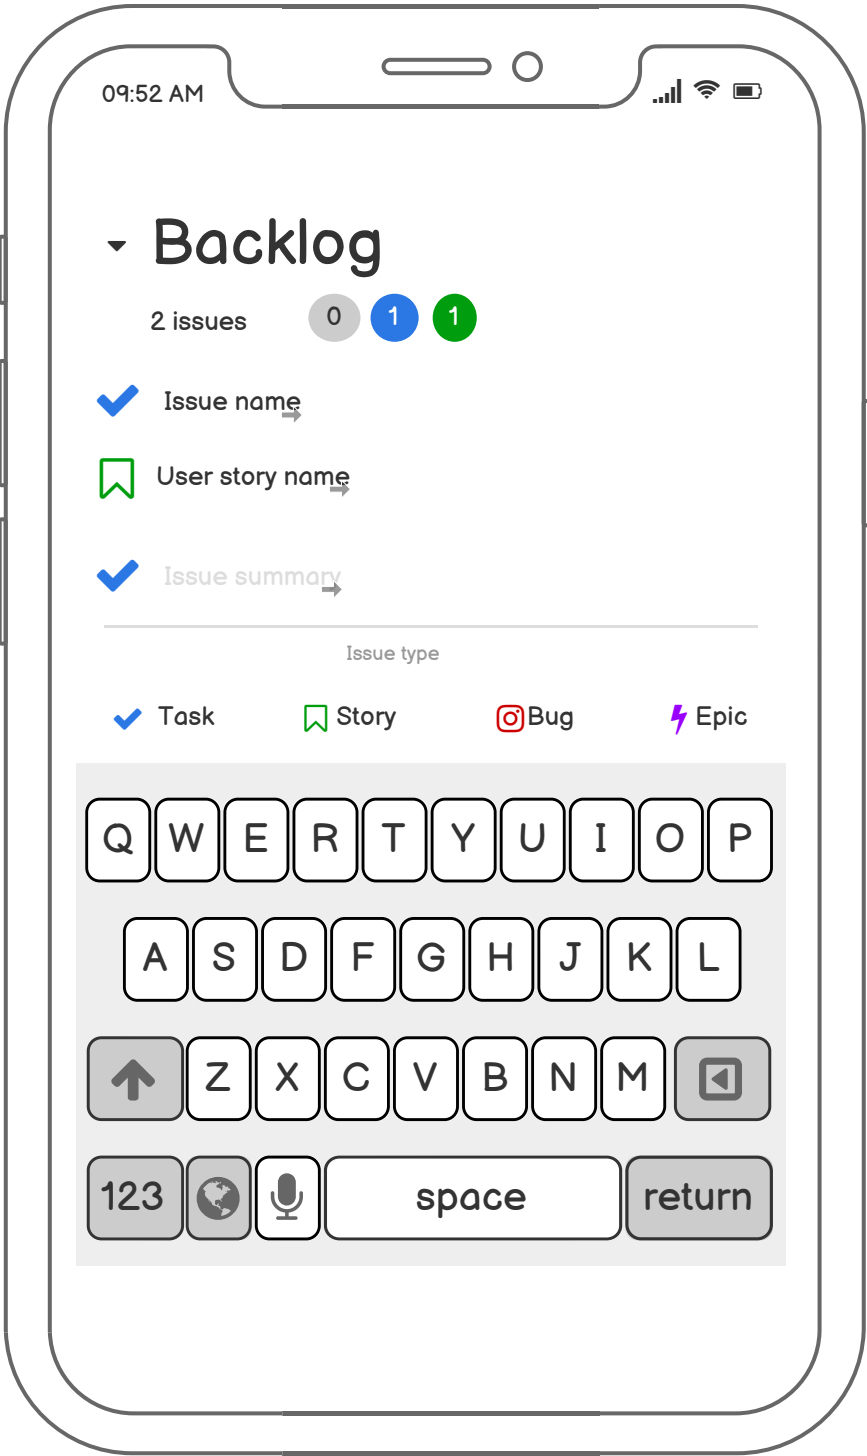 09:52 AM
Backlog
2 issues 0 1 1
Issue name
User story name
Issue summary
Issue type
Task Story Bug Epic
Q W E R T Y U I O P
A S D F G H J K L
Z X C V B N M
123 space return